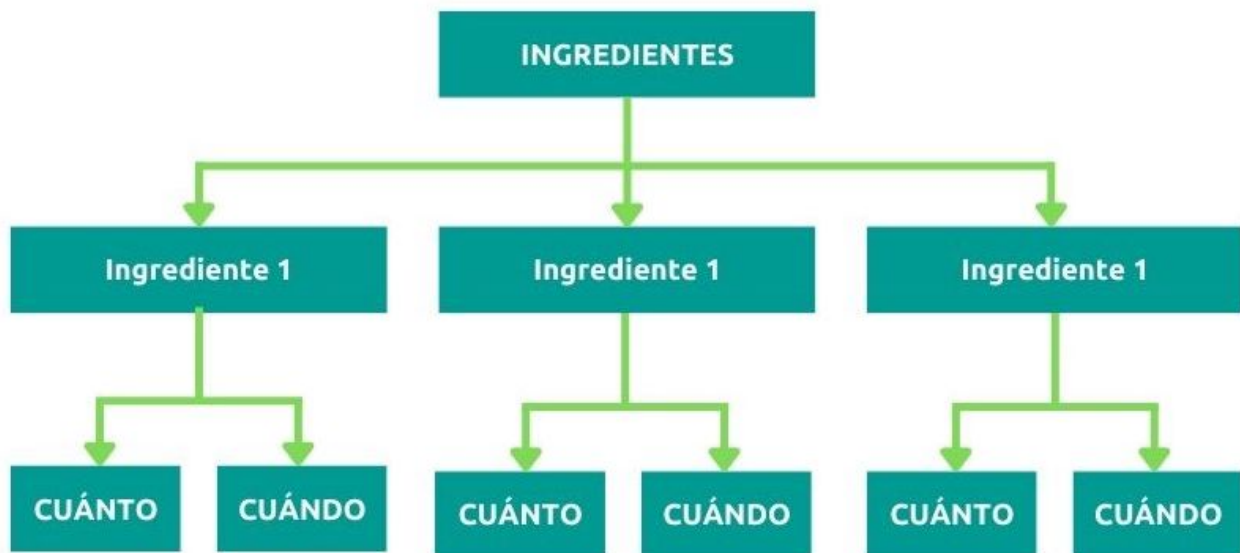 INGREDIENTES
Ingrediente 1
Ingrediente 1
Ingrediente 1
CUÁNTO
CUÁNDO
CUÁNTO
CUÁNDO
CUÁNTO
CUÁNDO